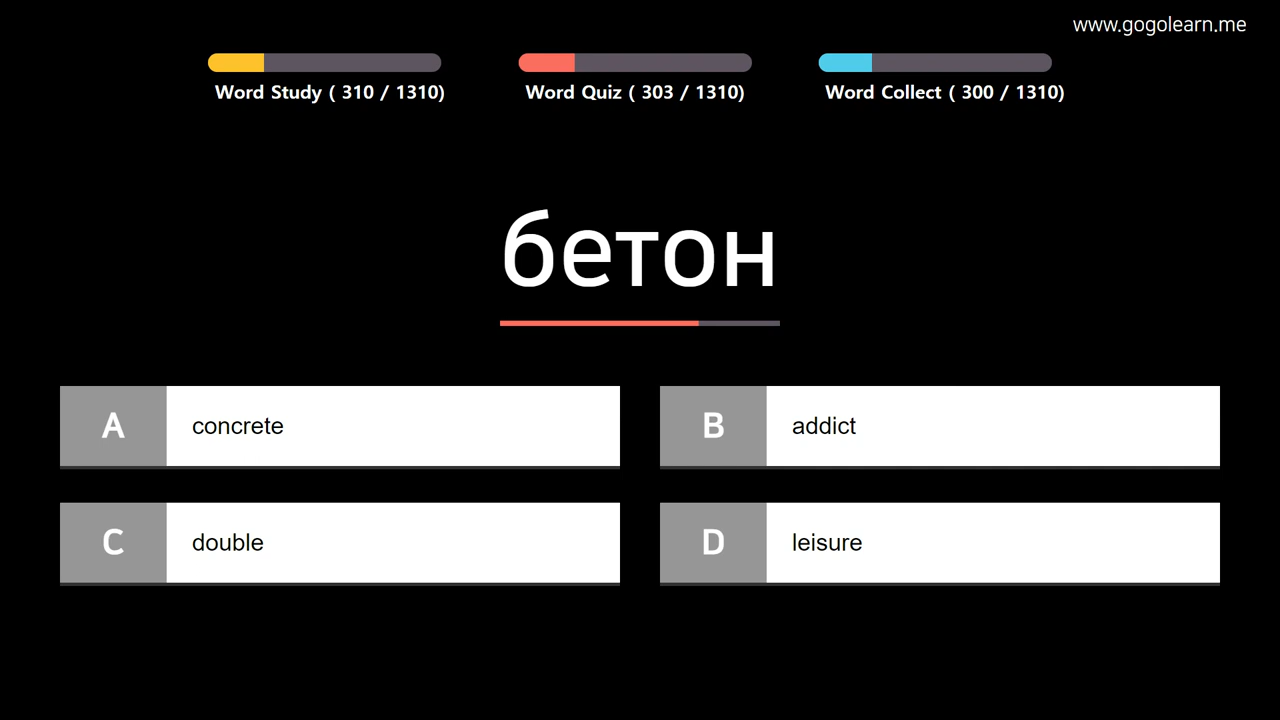 www.gogolearn.me
Word Study ( 310 / 1310)
Word Quiz ( 303 / 1310)
Word Collect ( 300 / 1310)
бетон
A concrete
B addict
C double
D leisure